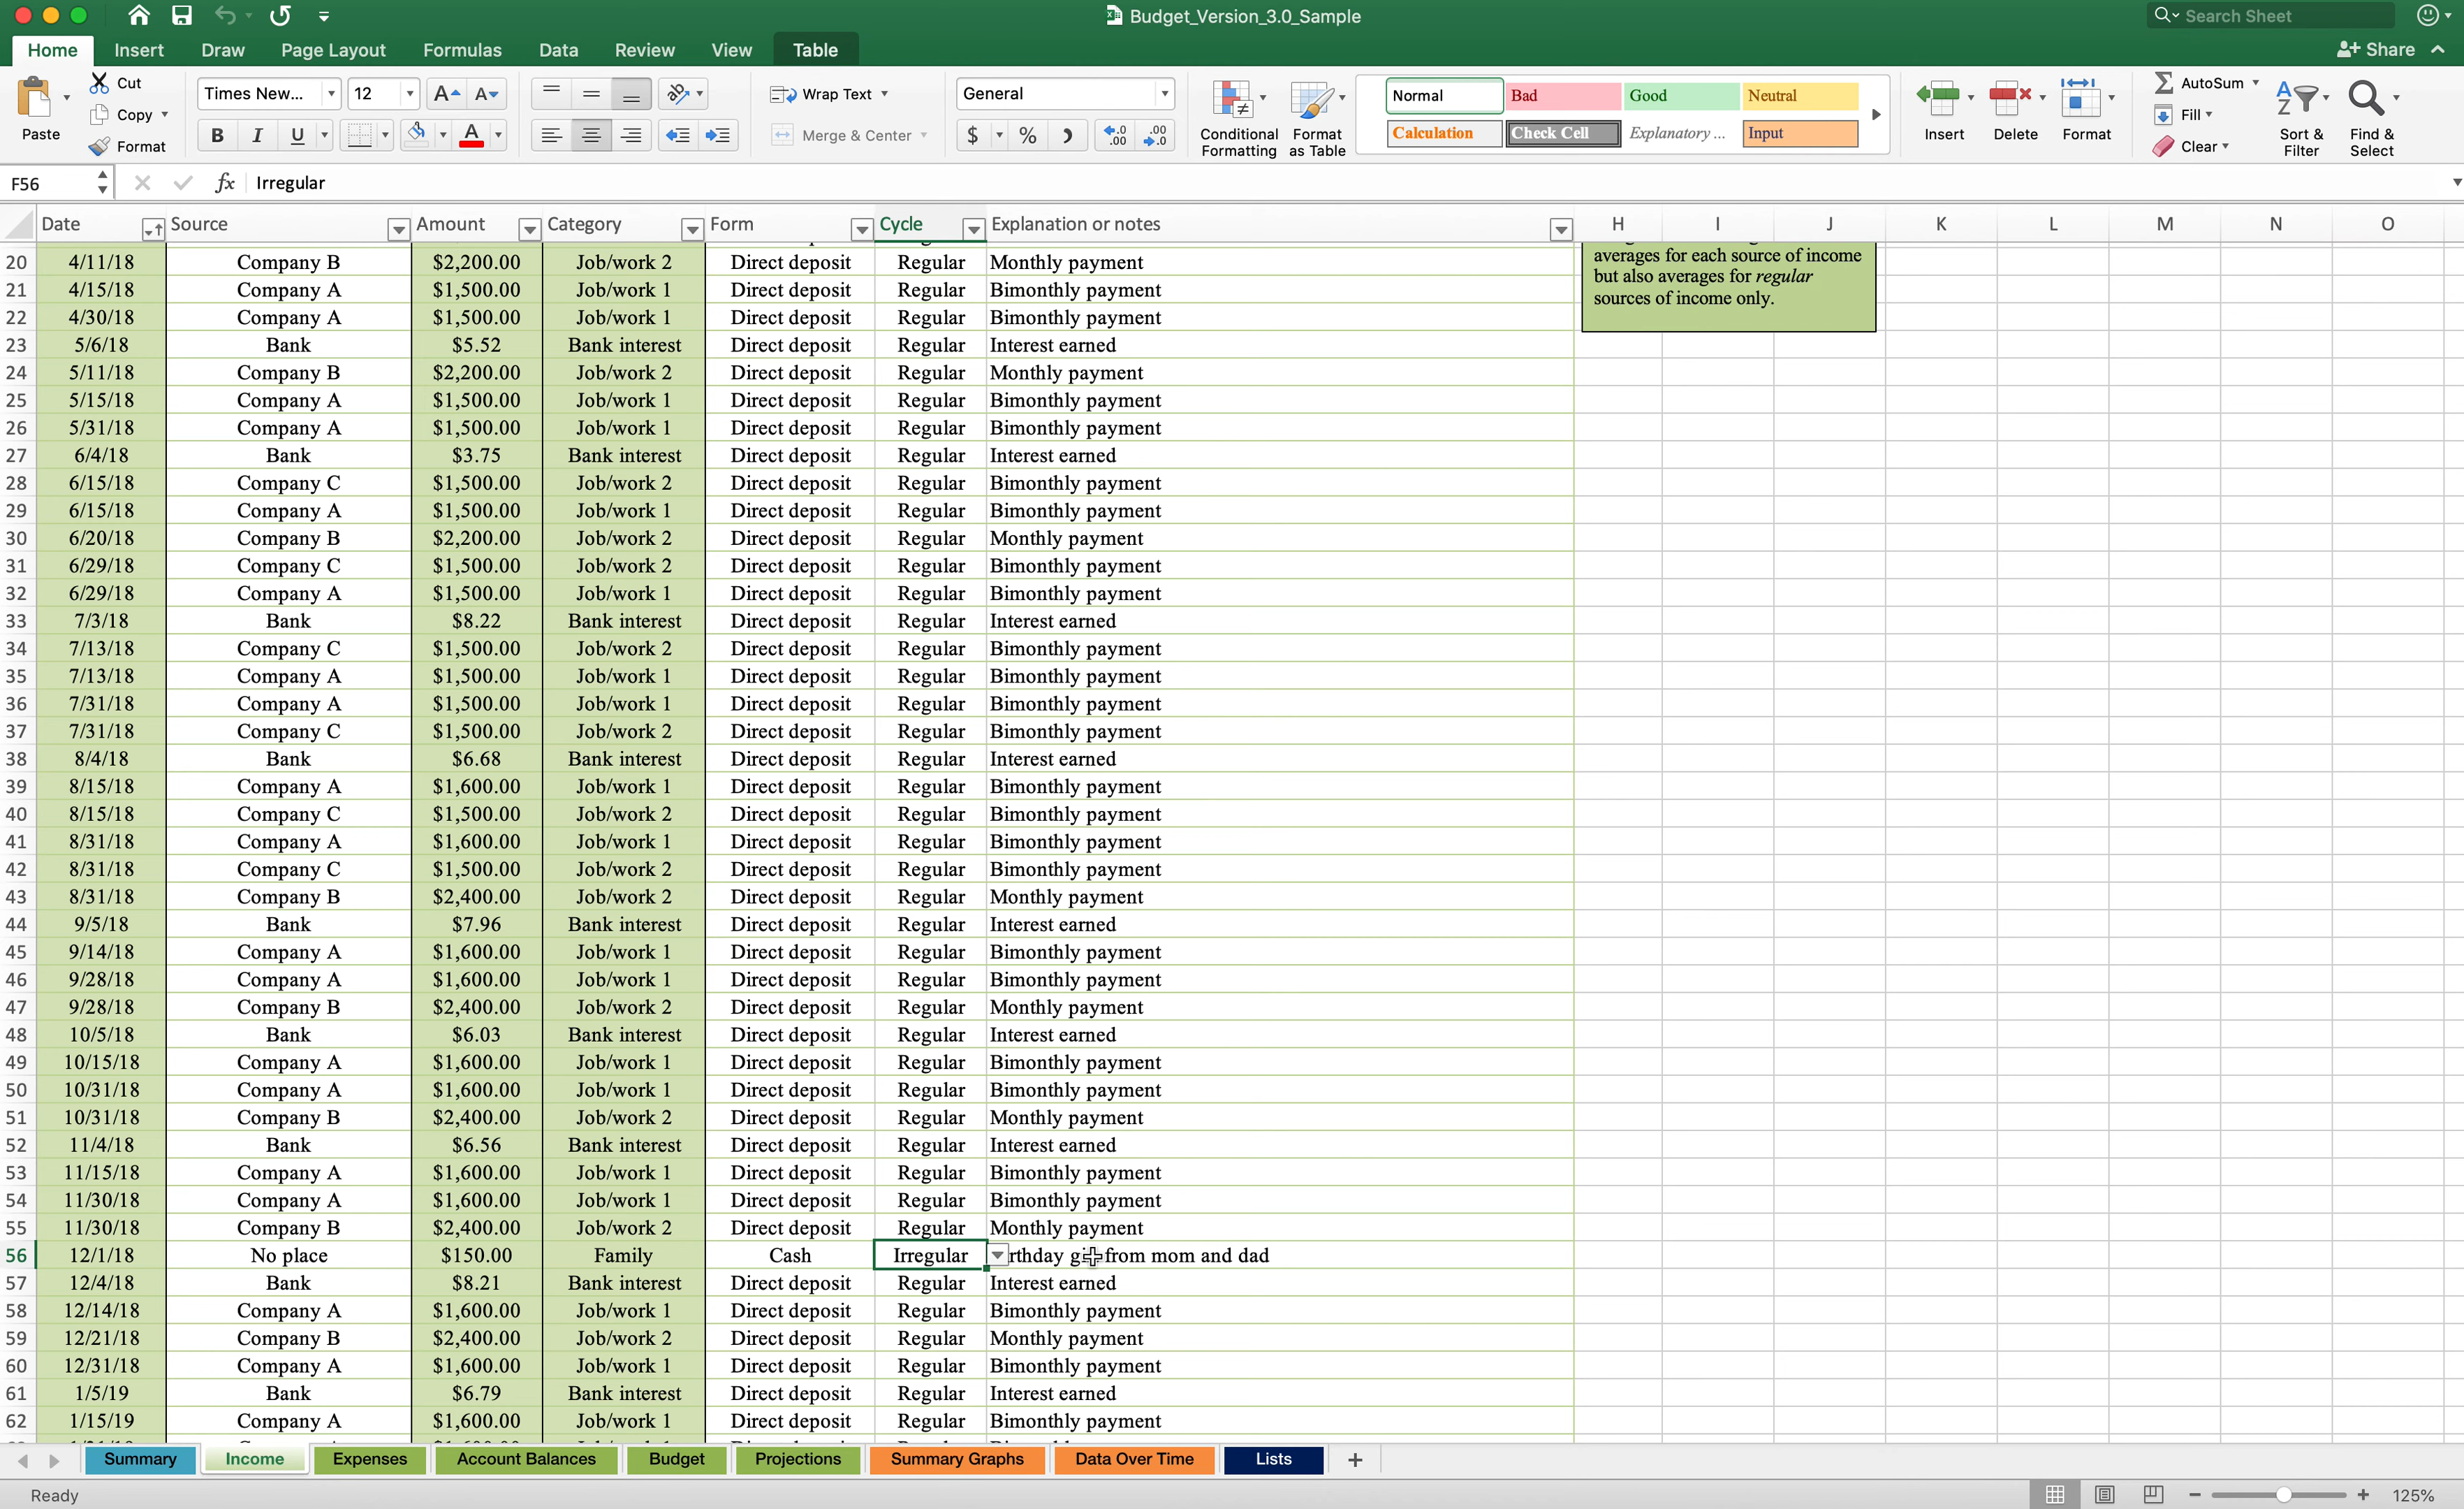 Budget_Version_3.0_Sample
Search Sheet
Home Insert Draw Page Layout Formulas Data Review View Table
Share
Paste
Cut
Copy
Format
Times New... 12
B I U
Wrap Text
Merge & Center
General
$ % )
Conditional Formatting
Format as Table
Normal Bad Good Neutral
Calculation Check Cell Explanatory ... Input
Insert
Delete
Format
AutoSum
Fill
Clear
Sort & Filter
Find & Select
F56 fx Irregular
Date Source Amount Category Form Cycle Explanation or notes H I J K L M N O
20 4/11/18 Company B $2,200.00 Job/work 2 Direct deposit Regular Monthly payment
averages for each source of income
but also averages for regular
sources of income only.
21 4/15/18 Company A $1,500.00 Job/work 1 Direct deposit Regular Bimonthly payment
22 4/30/18 Company A $1,500.00 Job/work 1 Direct deposit Regular Bimonthly payment
23 5/6/18 Bank $5.52 Bank interest Direct deposit Regular Interest earned
24 5/11/18 Company B $2,200.00 Job/work 2 Direct deposit Regular Monthly payment
25 5/15/18 Company A $1,500.00 Job/work 1 Direct deposit Regular Bimonthly payment
26 5/31/18 Company A $1,500.00 Job/work 1 Direct deposit Regular Bimonthly payment
27 6/4/18 Bank $3.75 Bank interest Direct deposit Regular Interest earned
28 6/15/18 Company C $1,500.00 Job/work 2 Direct deposit Regular Bimonthly payment
29 6/15/18 Company A $1,500.00 Job/work 1 Direct deposit Regular Bimonthly payment
30 6/20/18 Company B $2,200.00 Job/work 2 Direct deposit Regular Monthly payment
31 6/29/18 Company C $1,500.00 Job/work 2 Direct deposit Regular Bimonthly payment
32 6/29/18 Company A $1,500.00 Job/work 1 Direct deposit Regular Bimonthly payment
33 7/3/18 Bank $8.22 Bank interest Direct deposit Regular Interest earned
34 7/13/18 Company C $1,500.00 Job/work 2 Direct deposit Regular Bimonthly payment
35 7/13/18 Company A $1,500.00 Job/work 1 Direct deposit Regular Bimonthly payment
36 7/31/18 Company A $1,500.00 Job/work 1 Direct deposit Regular Bimonthly payment
37 7/31/18 Company C $1,500.00 Job/work 2 Direct deposit Regular Bimonthly payment
38 8/4/18 Bank $6.68 Bank interest Direct deposit Regular Interest earned
39 8/15/18 Company A $1,600.00 Job/work 1 Direct deposit Regular Bimonthly payment
40 8/15/18 Company C $1,500.00 Job/work 2 Direct deposit Regular Bimonthly payment
41 8/31/18 Company A $1,600.00 Job/work 1 Direct deposit Regular Bimonthly payment
42 8/31/18 Company C $1,500.00 Job/work 2 Direct deposit Regular Bimonthly payment
43 8/31/18 Company B $2,400.00 Job/work 2 Direct deposit Regular Monthly payment
44 9/5/18 Bank $7.96 Bank interest Direct deposit Regular Interest earned
45 9/14/18 Company A $1,600.00 Job/work 1 Direct deposit Regular Bimonthly payment
46 9/28/18 Company A $1,600.00 Job/work 1 Direct deposit Regular Bimonthly payment
47 9/28/18 Company B $2,400.00 Job/work 2 Direct deposit Regular Monthly payment
48 10/5/18 Bank $6.03 Bank interest Direct deposit Regular Interest earned
49 10/15/18 Company A $1,600.00 Job/work 1 Direct deposit Regular Bimonthly payment
50 10/31/18 Company A $1,600.00 Job/work 1 Direct deposit Regular Bimonthly payment
51 10/31/18 Company B $2,400.00 Job/work 2 Direct deposit Regular Monthly payment
52 11/4/18 Bank $6.56 Bank interest Direct deposit Regular Interest earned
53 11/15/18 Company A $1,600.00 Job/work 1 Direct deposit Regular Bimonthly payment
54 11/30/18 Company A $1,600.00 Job/work 1 Direct deposit Regular Bimonthly payment
55 11/30/18 Company B $2,400.00 Job/work 2 Direct deposit Regular Monthly payment
56 12/1/18 No place $150.00 Family Cash Irregular rthday g from mom and dad
57 12/4/18 Bank $8.21 Bank interest Direct deposit Regular Interest earned
58 12/14/18 Company A $1,600.00 Job/work 1 Direct deposit Regular Bimonthly payment
59 12/21/18 Company B $2,400.00 Job/work 2 Direct deposit Regular Monthly payment
60 12/31/18 Company A $1,600.00 Job/work 1 Direct deposit Regular Bimonthly payment
61 1/5/19 Bank $6.79 Bank interest Direct deposit Regular Interest earned
62 1/15/19 Company A $1,600.00 Job/work 1 Direct deposit Regular Bimonthly payment
Summary Income Expenses Account Balances Budget Projections Summary Graphs Data Over Time Lists +
Ready 125%